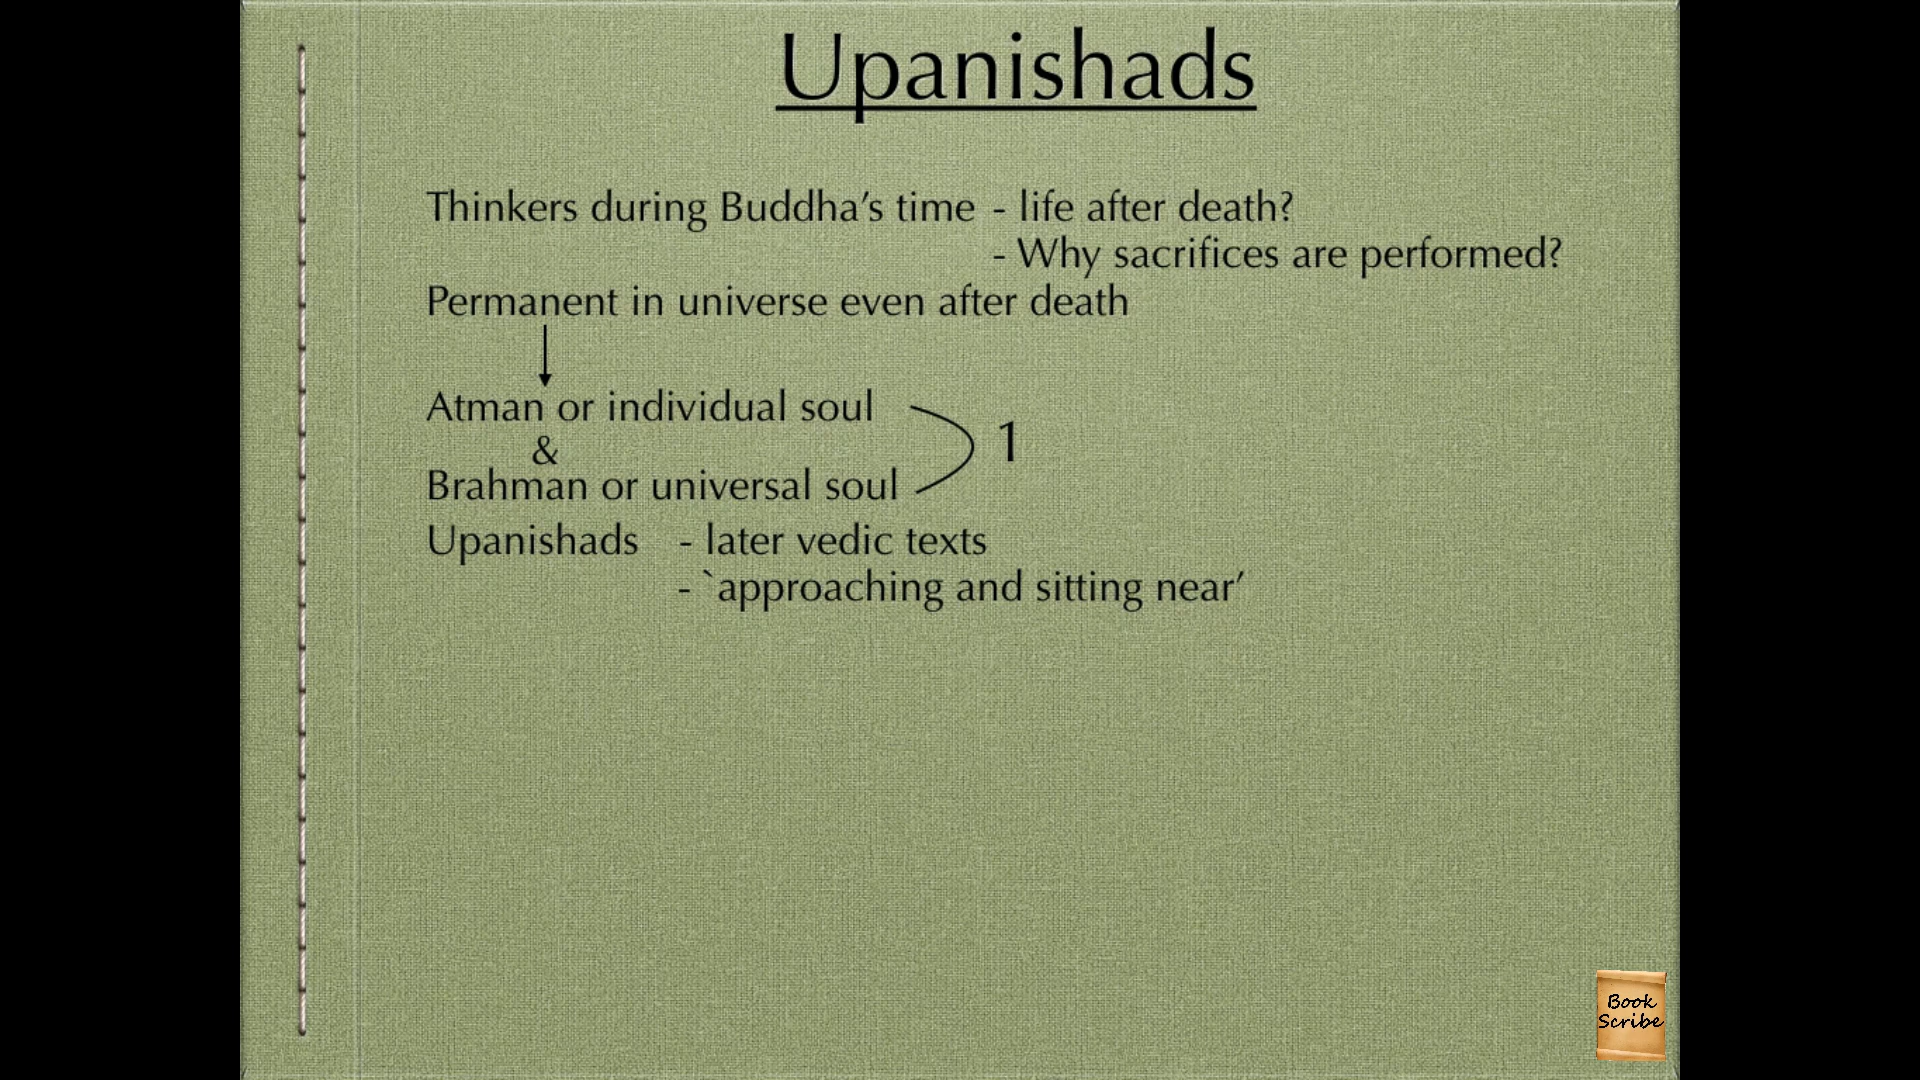 Upanishads
Thinkers during Buddha’s time - life after death?
- Why sacrifices are performed?
Permanent in universe even after death
Atman or individual soul
&
1
Brahman or universal soul
Upanishads - later vedic texts
- `approaching and sitting near’
Book
Scribe